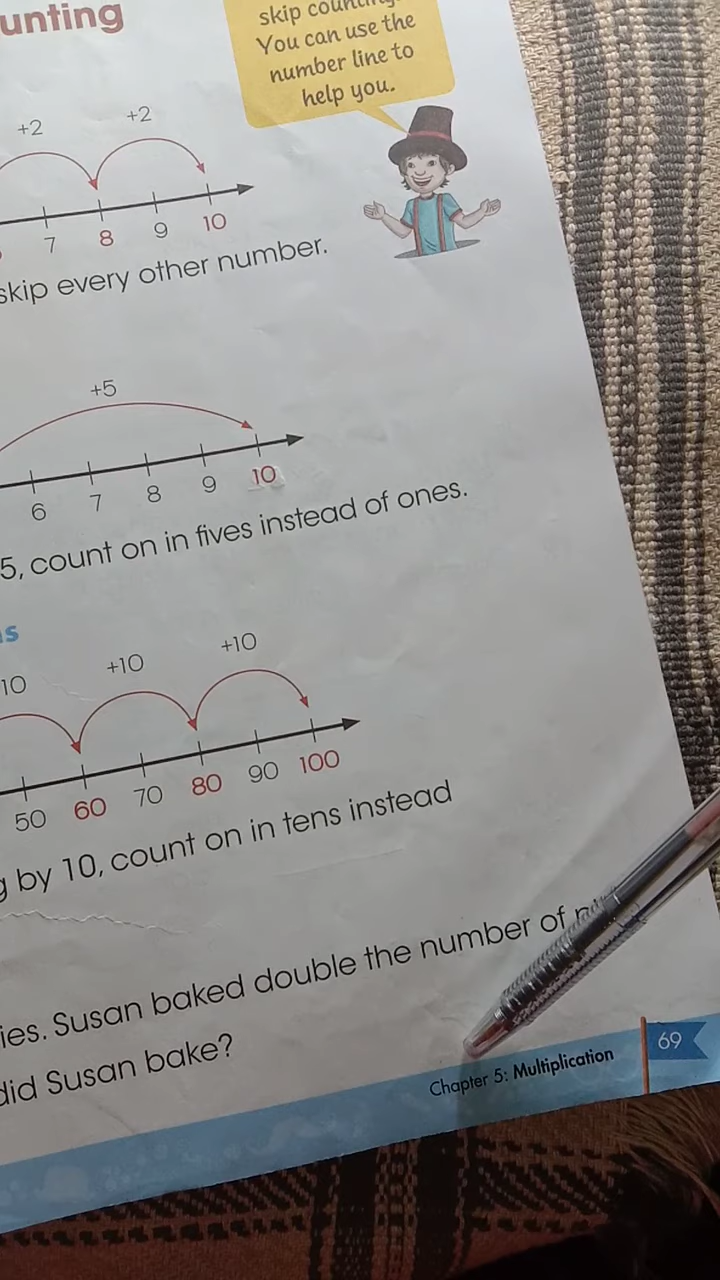 unting
skip counting.
You can use the
number line to
help you.
+2 +2
7 8 9 10
skip every other number.
+5
6 7 8 9 10
5, count on in fives instead of ones.
10 +10 +10
50 60 70 80 90 100
by 10, count on in tens instead
ies. Susan baked double the number of
did Susan bake?
Chapter 5: Multiplication
69